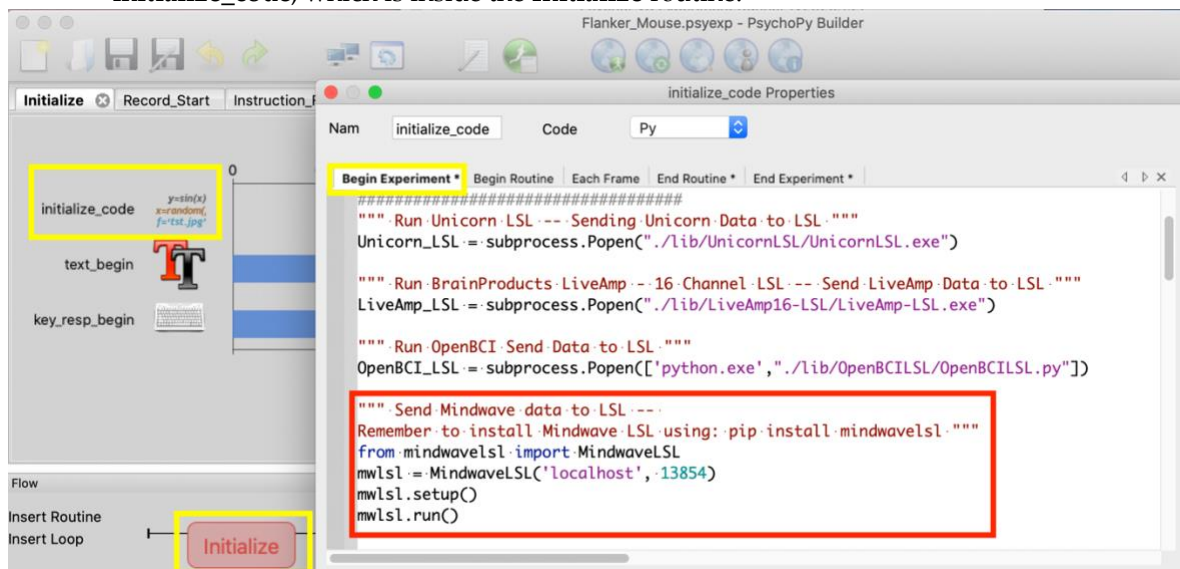 initialize_code, which is inside the Initialize routine.
Flanker_Mouse.psyexp - PsychoPy Builder
Initialize Record_Start Instruction_
initialize_code Properties
Nam initialize_code Code Py
Begin Experiment * Begin Routine Each Frame End Routine * End Experiment *
0
initialize_code
y=sin(x)
x=random(,
f='tst.jpg'
text_begin
key_resp_begin
##################################
""" Run Unicorn LSL -- Sending Unicorn Data to LSL """
Unicorn_LSL = subprocess.Popen("./lib/UnicornLSL/UnicornLSL.exe")
""" Run BrainProducts LiveAmp - 16 Channel LSL -- Send LiveAmp Data to LSL """
LiveAmp_LSL = subprocess.Popen("./lib/LiveAmp16-LSL/LiveAmp-LSL.exe")
""" Run OpenBCI Send Data to LSL """
OpenBCI_LSL = subprocess.Popen(['python.exe',"./lib/OpenBCILSL/OpenBCILSL.py"])
""" Send Mindwave data to LSL --
Remember to install Mindwave LSL using: pip install mindwavelsl """
from mindwavelsl import MindwaveLSL
mwlsl = MindwaveLSL('localhost', 13854)
mwlsl.setup()
mwlsl.run()
Flow
Insert Routine
Insert Loop
Initialize